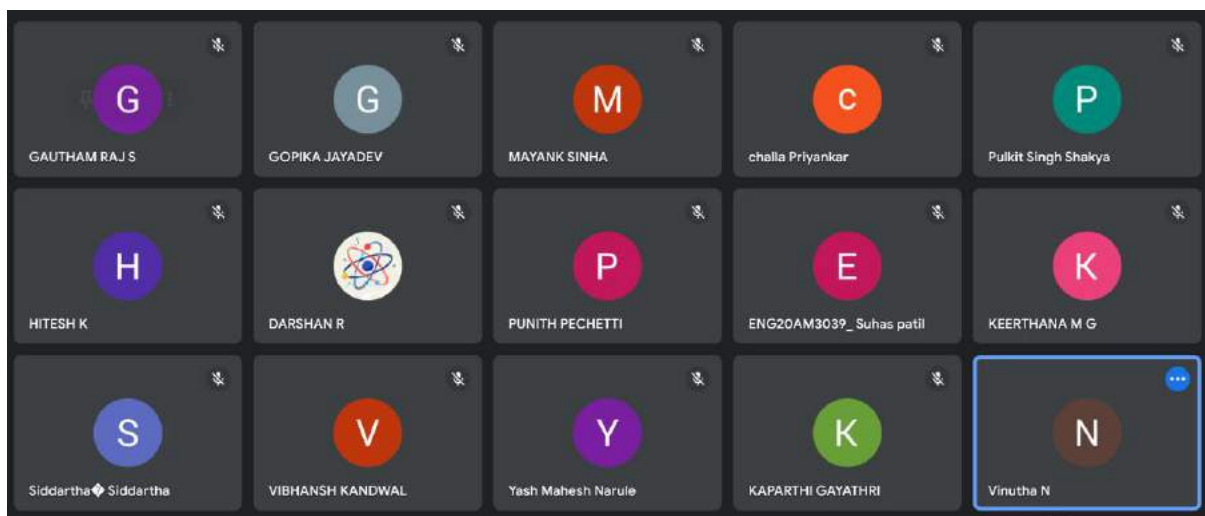 G
GAUTHAM RAJ S
G
GOPIKA JAYADEV
M
MAYANK SINHA
c
challa Priyankar
P
Pulkit Singh Shakya
H
HITESH K
DARSHAN R
P
PUNITH PECHETTI
E
ENG20AM3039_ Suhas patil
K
KEERTHANA M G
S
Siddartha� Siddartha
V
VIBHANSH KANDWAL
Y
Yash Mahesh Narule
K
KAPARTHI GAYATHRI
N
Vinutha N